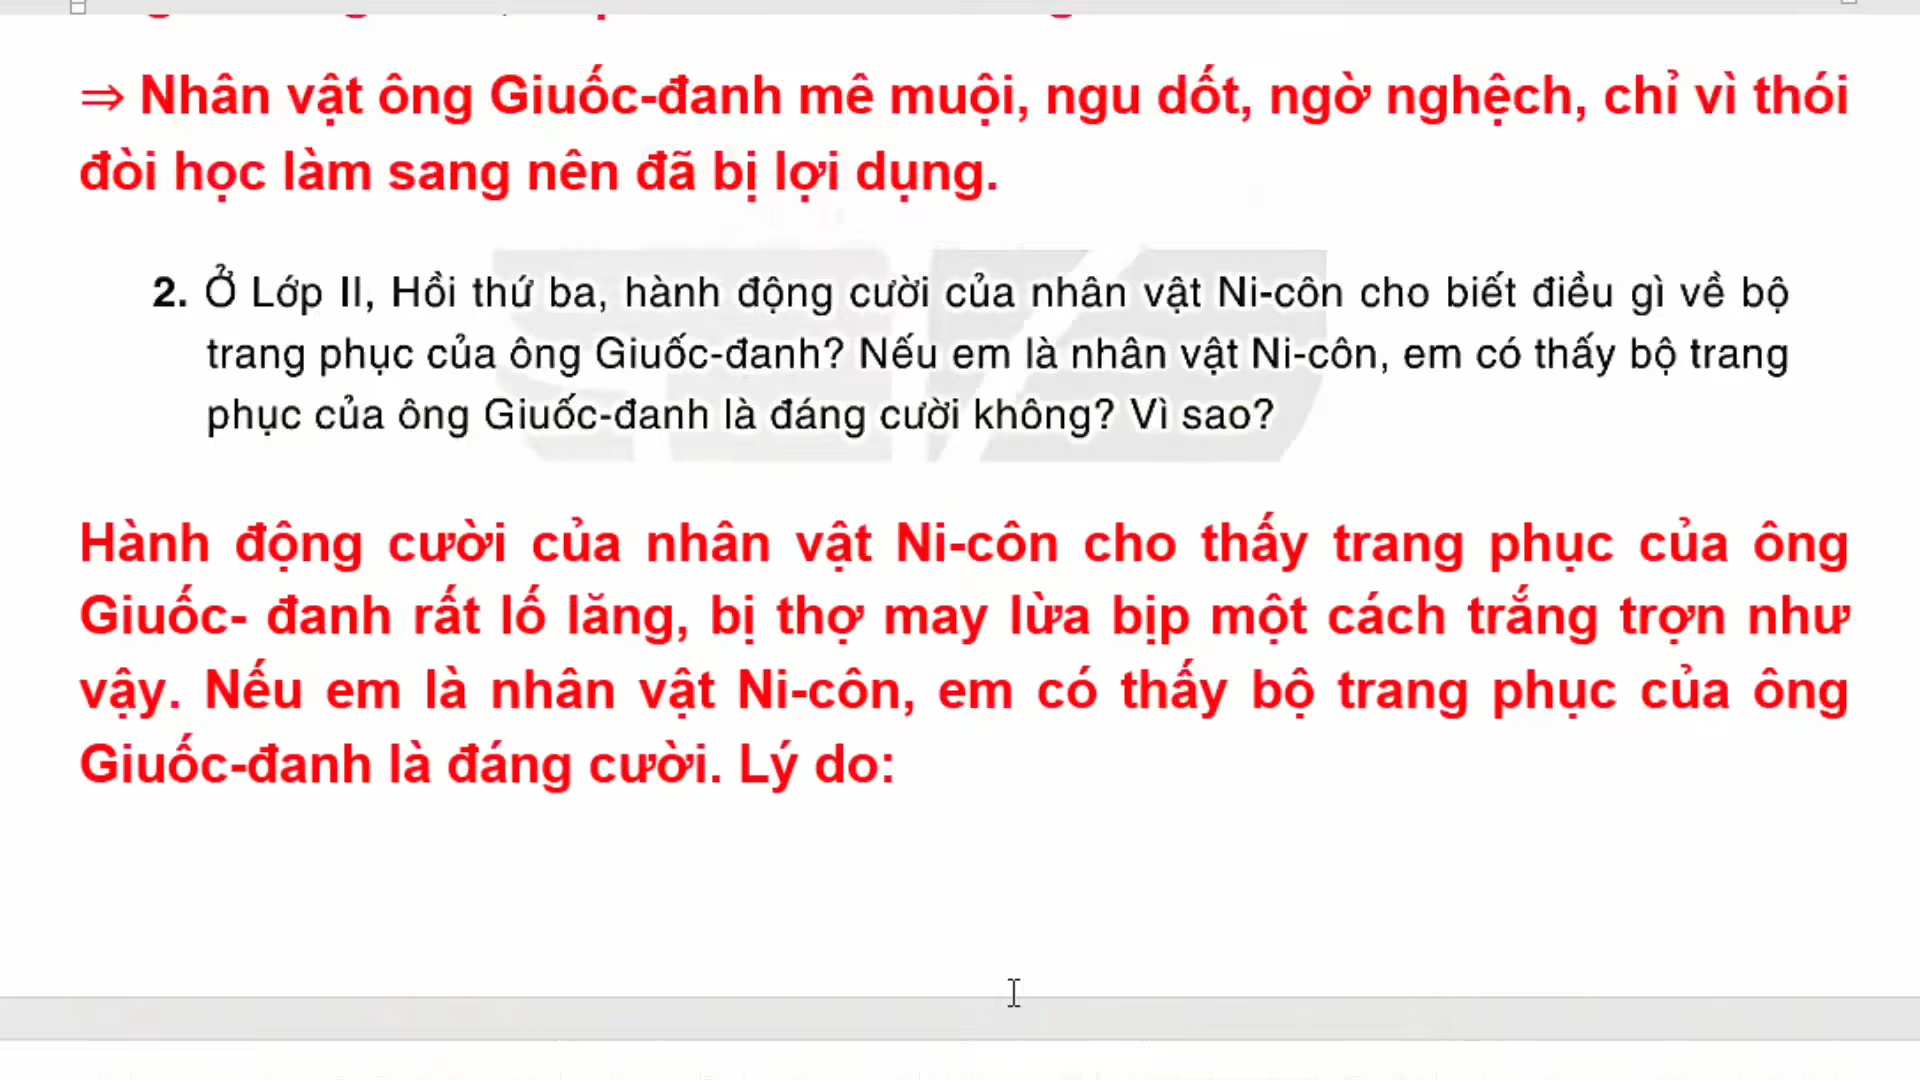 ⇒ Nhân vật ông Giuốc-đanh mê muội, ngu dốt, ngờ nghệch, chỉ vì thói
đòi học làm sang nên đã bị lợi dụng.
2. Ở Lớp II, Hồi thứ ba, hành động cười của nhân vật Ni-côn cho biết điều gì về bộ
trang phục của ông Giuốc-đanh? Nếu em là nhân vật Ni-côn, em có thấy bộ trang
phục của ông Giuốc-đanh là đáng cười không? Vì sao?
Hành động cười của nhân vật Ni-côn cho thấy trang phục của ông
Giuốc- đanh rất lố lăng, bị thợ may lừa bịp một cách trắng trợn như
vậy. Nếu em là nhân vật Ni-côn, em có thấy bộ trang phục của ông
Giuốc-đanh là đáng cười. Lý do: